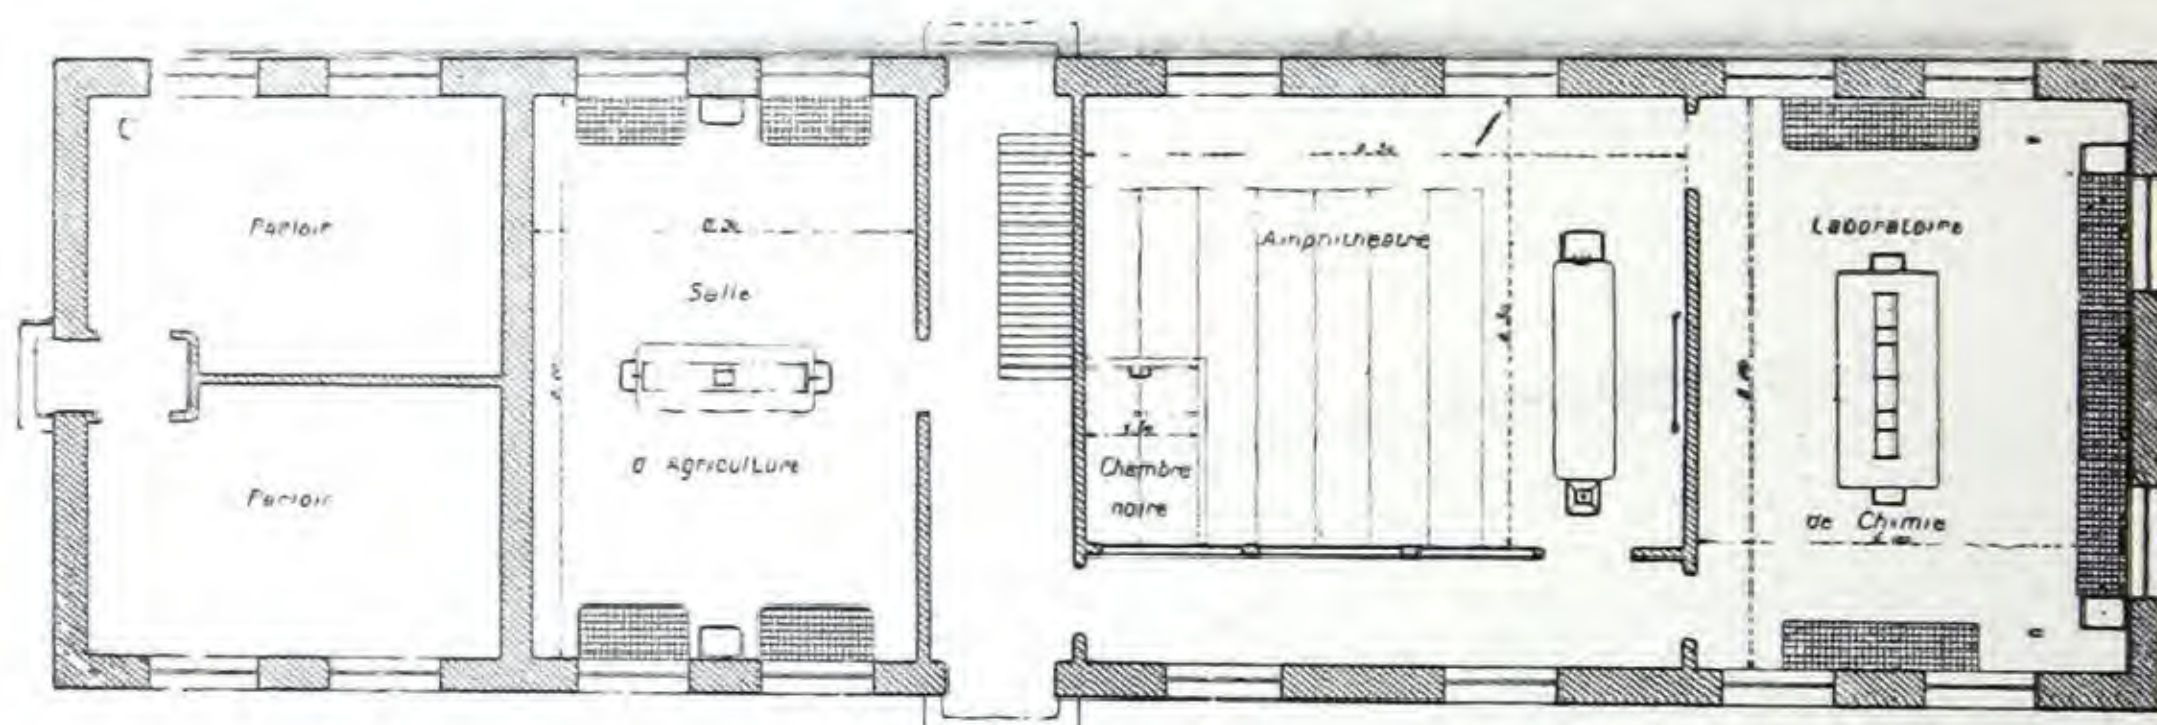 Parloir
Parloir
Salle
d'Agriculture
Amphithéatre
Chambre
noire
Laboratoire
de Chimie